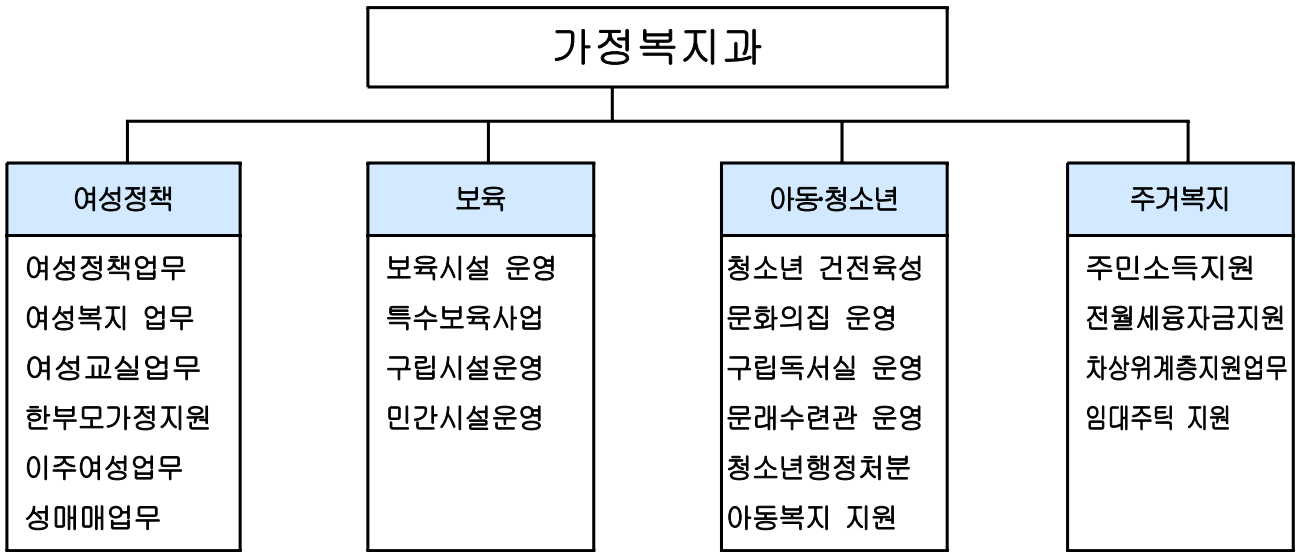 가정복지과
여성정책
여성정책업무
여성복지 업무
여성교실업무
한부모가정지원
이주여성업무
성매매업무
보육
보육시설 운영
특수보육사업
구립시설운영
민간시설운영
아동·청소년
청소년 건전육성
문화의집 운영
구립독서실 운영
문래수련관 운영
청소년행정처분
아동복지 지원
주거복지
주민소득지원
전월세융자금지원
차상위계층지원업무
임대주틱 지원